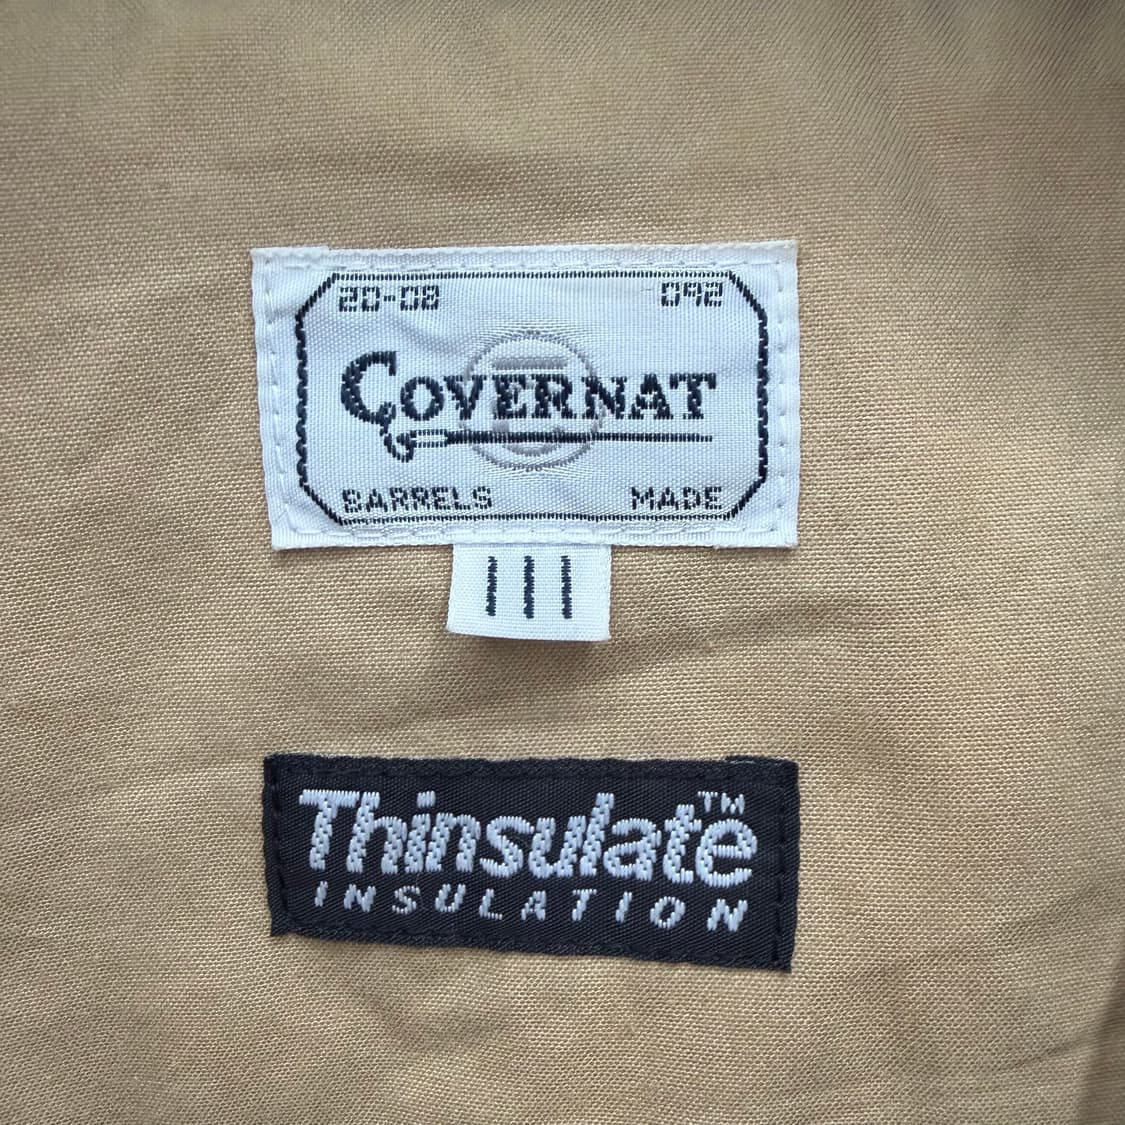 20-08 092
COVERNAT
BARRELS MADE
III
Thinsulate™
INSULATION